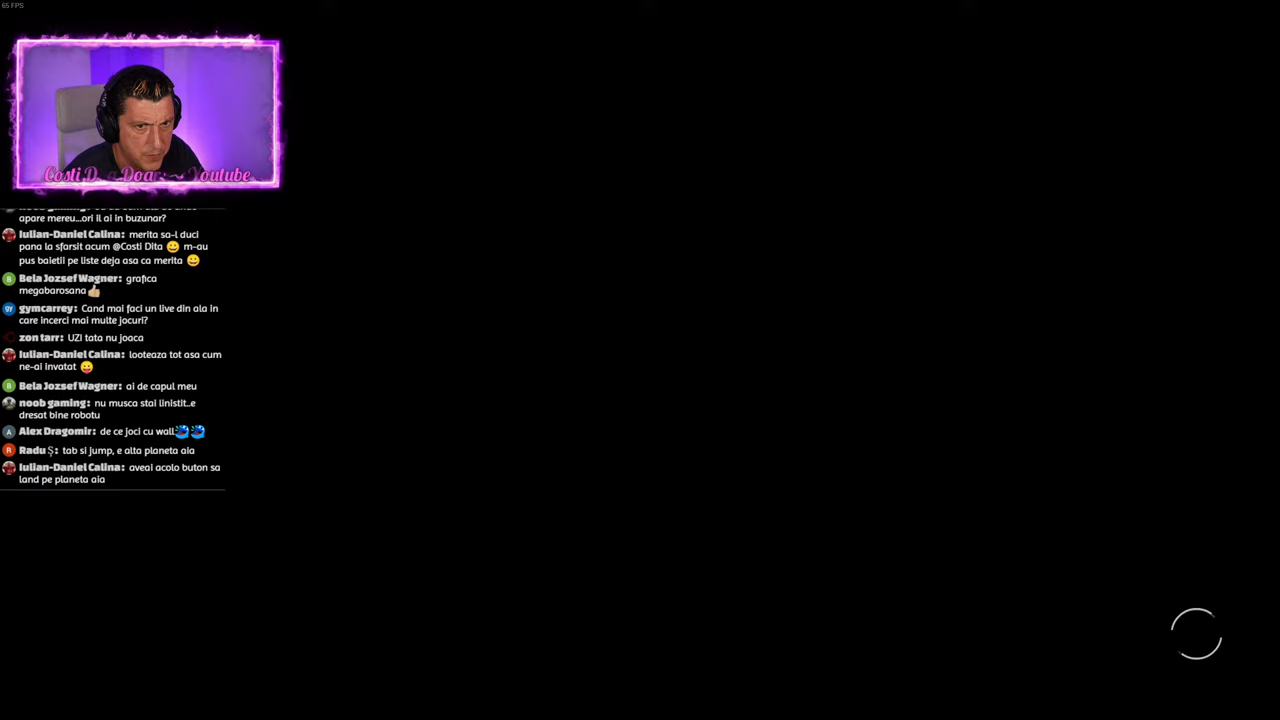 65 FPS
Costi D Doar Youtube
apare mereu...ori il ai in buzunar?
Iulian-Daniel Calina: merita sa-l duci
pana la sfarsit acum @Costi Dita 😀 m-au
pus baietii pe liste deja asa ca merita 😀
B Bela Jozsef Wagner: grafica
megabarosana👍🏼
gy gymcarrey: Cand mai faci un live din ala in
care incerci mai multe jocuri?
zon tarr: UZI tata nu joaca
Iulian-Daniel Calina: looteaza tot asa cum
ne-ai invatat 😛
B Bela Jozsef Wagner: ai de capul meu
noob gaming: nu musca stai linistit..e
dresat bine robotu
A Alex Dragomir: de ce joci cu wall
R Radu Ș: tab si jump, e alta planeta aia
Iulian-Daniel Calina: aveai acolo buton sa
land pe planeta aia